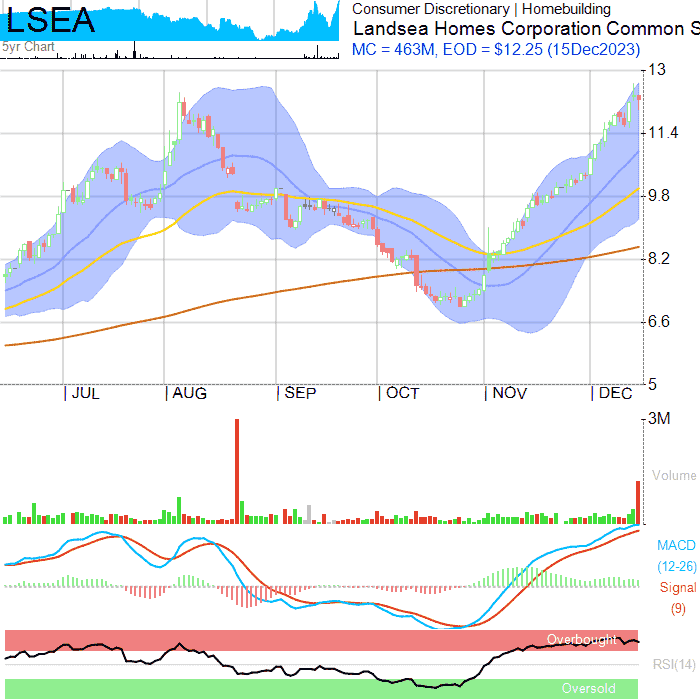 LSEA
5yr Chart
Consumer Discretionary | Homebuilding
Landsea Homes Corporation Common S
MC = 463M, EOD = $12.25 (15Dec2023)
13
11.4
9.8
8.2
6.6
5
JUL AUG SEP OCT NOV DEC
3M
Volume
MACD
(12-26)
Signal
(9)
Overbought
RSI(14)
Oversold